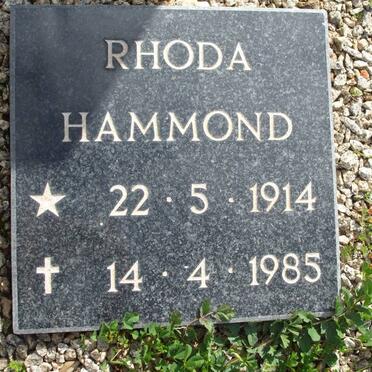 RHODA
HAMMOND
★ 22 · 5 · 1914
✝ 14 · 4 · 1985